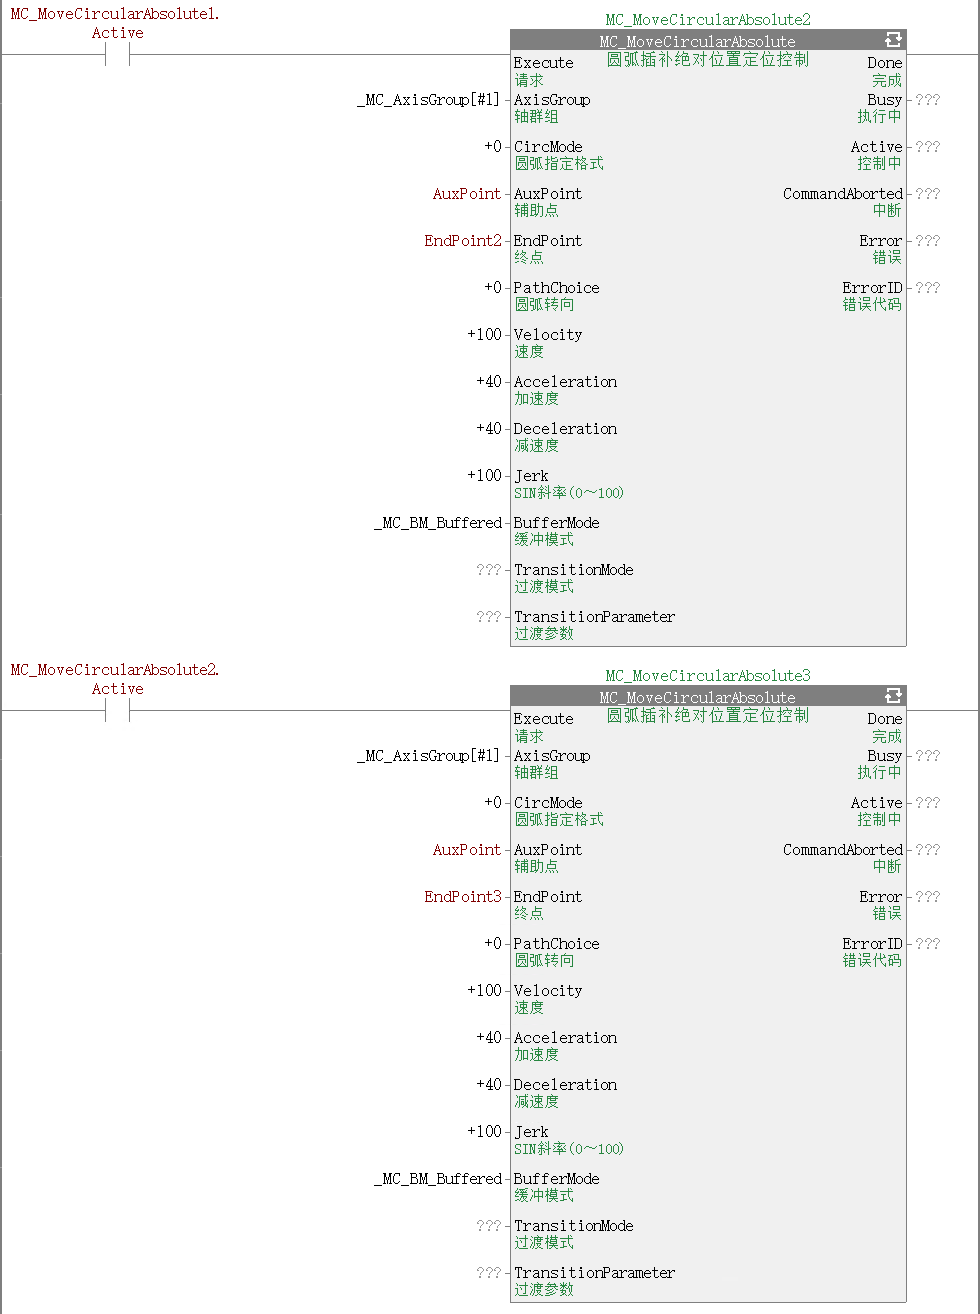 MC_MoveCircularAbsolute1.
Active
MC_MoveCircularAbsolute2
MC_MoveCircularAbsolute
Execute 圆弧插补绝对位置定位控制 Done
请求 完成
_MC_AxisGroup[#1] AxisGroup Busy ???
轴群组 执行中
+0 CircMode Active ???
圆弧指定格式 控制中
AuxPoint AuxPoint CommandAborted ???
辅助点 中断
EndPoint2 EndPoint Error ???
终点 错误
+0 PathChoice ErrorID ???
圆弧转向 错误代码
+100 Velocity
速度
+40 Acceleration
加速度
+40 Deceleration
减速度
+100 Jerk
SIN斜率(0～100)
_MC_BM_Buffered BufferMode
缓冲模式
??? TransitionMode
过渡模式
??? TransitionParameter
过渡参数
MC_MoveCircularAbsolute2.
Active
MC_MoveCircularAbsolute3
MC_MoveCircularAbsolute
Execute 圆弧插补绝对位置定位控制 Done
请求 完成
_MC_AxisGroup[#1] AxisGroup Busy ???
轴群组 执行中
+0 CircMode Active ???
圆弧指定格式 控制中
AuxPoint AuxPoint CommandAborted ???
辅助点 中断
EndPoint3 EndPoint Error ???
终点 错误
+0 PathChoice ErrorID ???
圆弧转向 错误代码
+100 Velocity
速度
+40 Acceleration
加速度
+40 Deceleration
减速度
+100 Jerk
SIN斜率(0～100)
_MC_BM_Buffered BufferMode
缓冲模式
??? TransitionMode
过渡模式
??? TransitionParameter
过渡参数